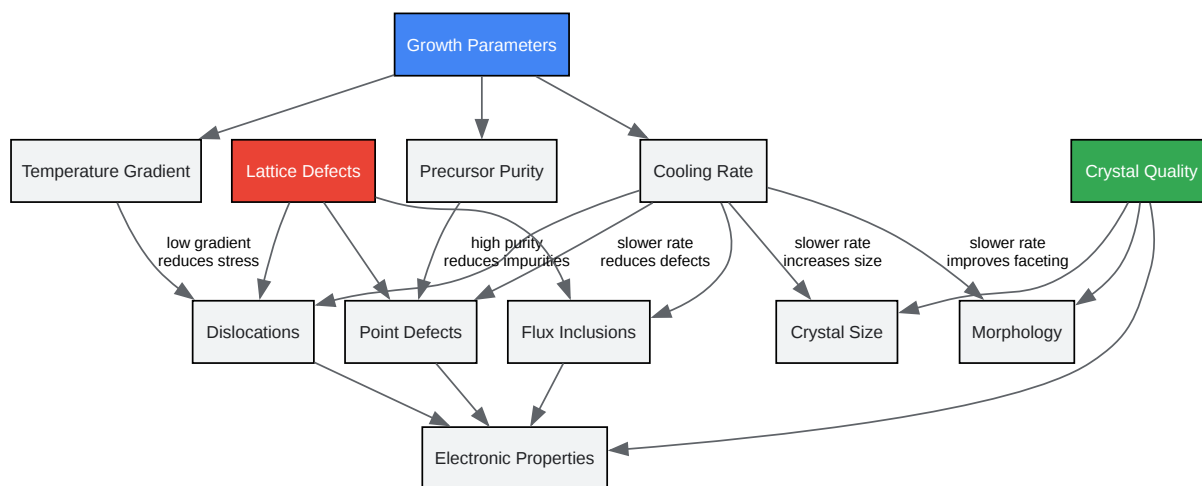 Growth Parameters
Temperature Gradient
Lattice Defects
Precursor Purity
Cooling Rate
Crystal Quality
low gradient
reduces stress
high purity
reduces impurities
slower rate
reduces defects
slower rate
increases size
slower rate
improves faceting
Dislocations
Point Defects
Flux Inclusions
Crystal Size
Morphology
Electronic Properties